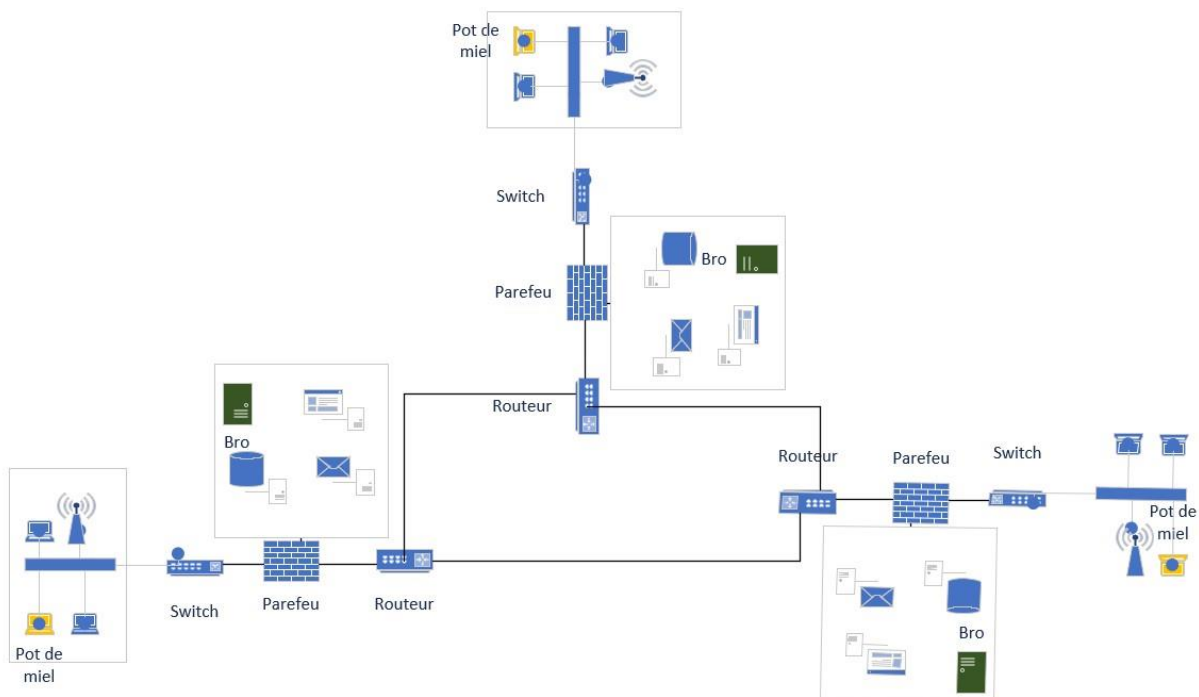 Pot de
miel
Switch
Parefeu
Bro
Routeur
Bro
Switch
Parefeu
Routeur
Pot de
miel
Routeur
Parefeu
Switch
Pot de
miel
Bro